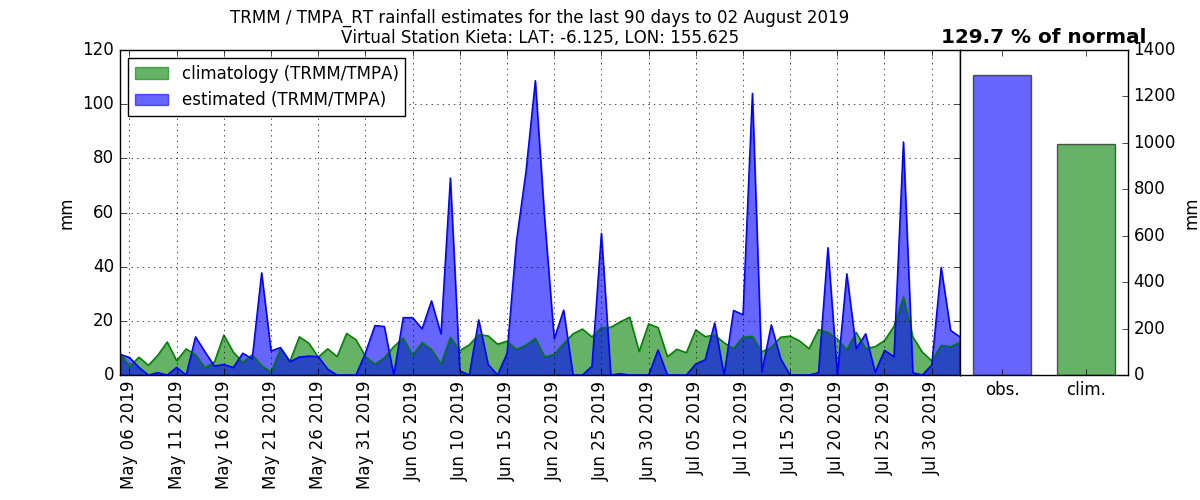 TRMM / TMPA_RT rainfall estimates for the last 90 days to 02 August 2019
Virtual Station Kieta: LAT: -6.125, LON: 155.625
129.7 % of normal
climatology (TRMM/TMPA)
estimated (TRMM/TMPA)
mm
120
100
80
60
40
20
0
May 06 2019
May 11 2019
May 16 2019
May 21 2019
May 26 2019
May 31 2019
Jun 05 2019
Jun 10 2019
Jun 15 2019
Jun 20 2019
Jun 25 2019
Jun 30 2019
Jul 05 2019
Jul 10 2019
Jul 15 2019
Jul 20 2019
Jul 25 2019
Jul 30 2019
obs.
clim.
1400
1200
1000
800
600
400
200
0
mm